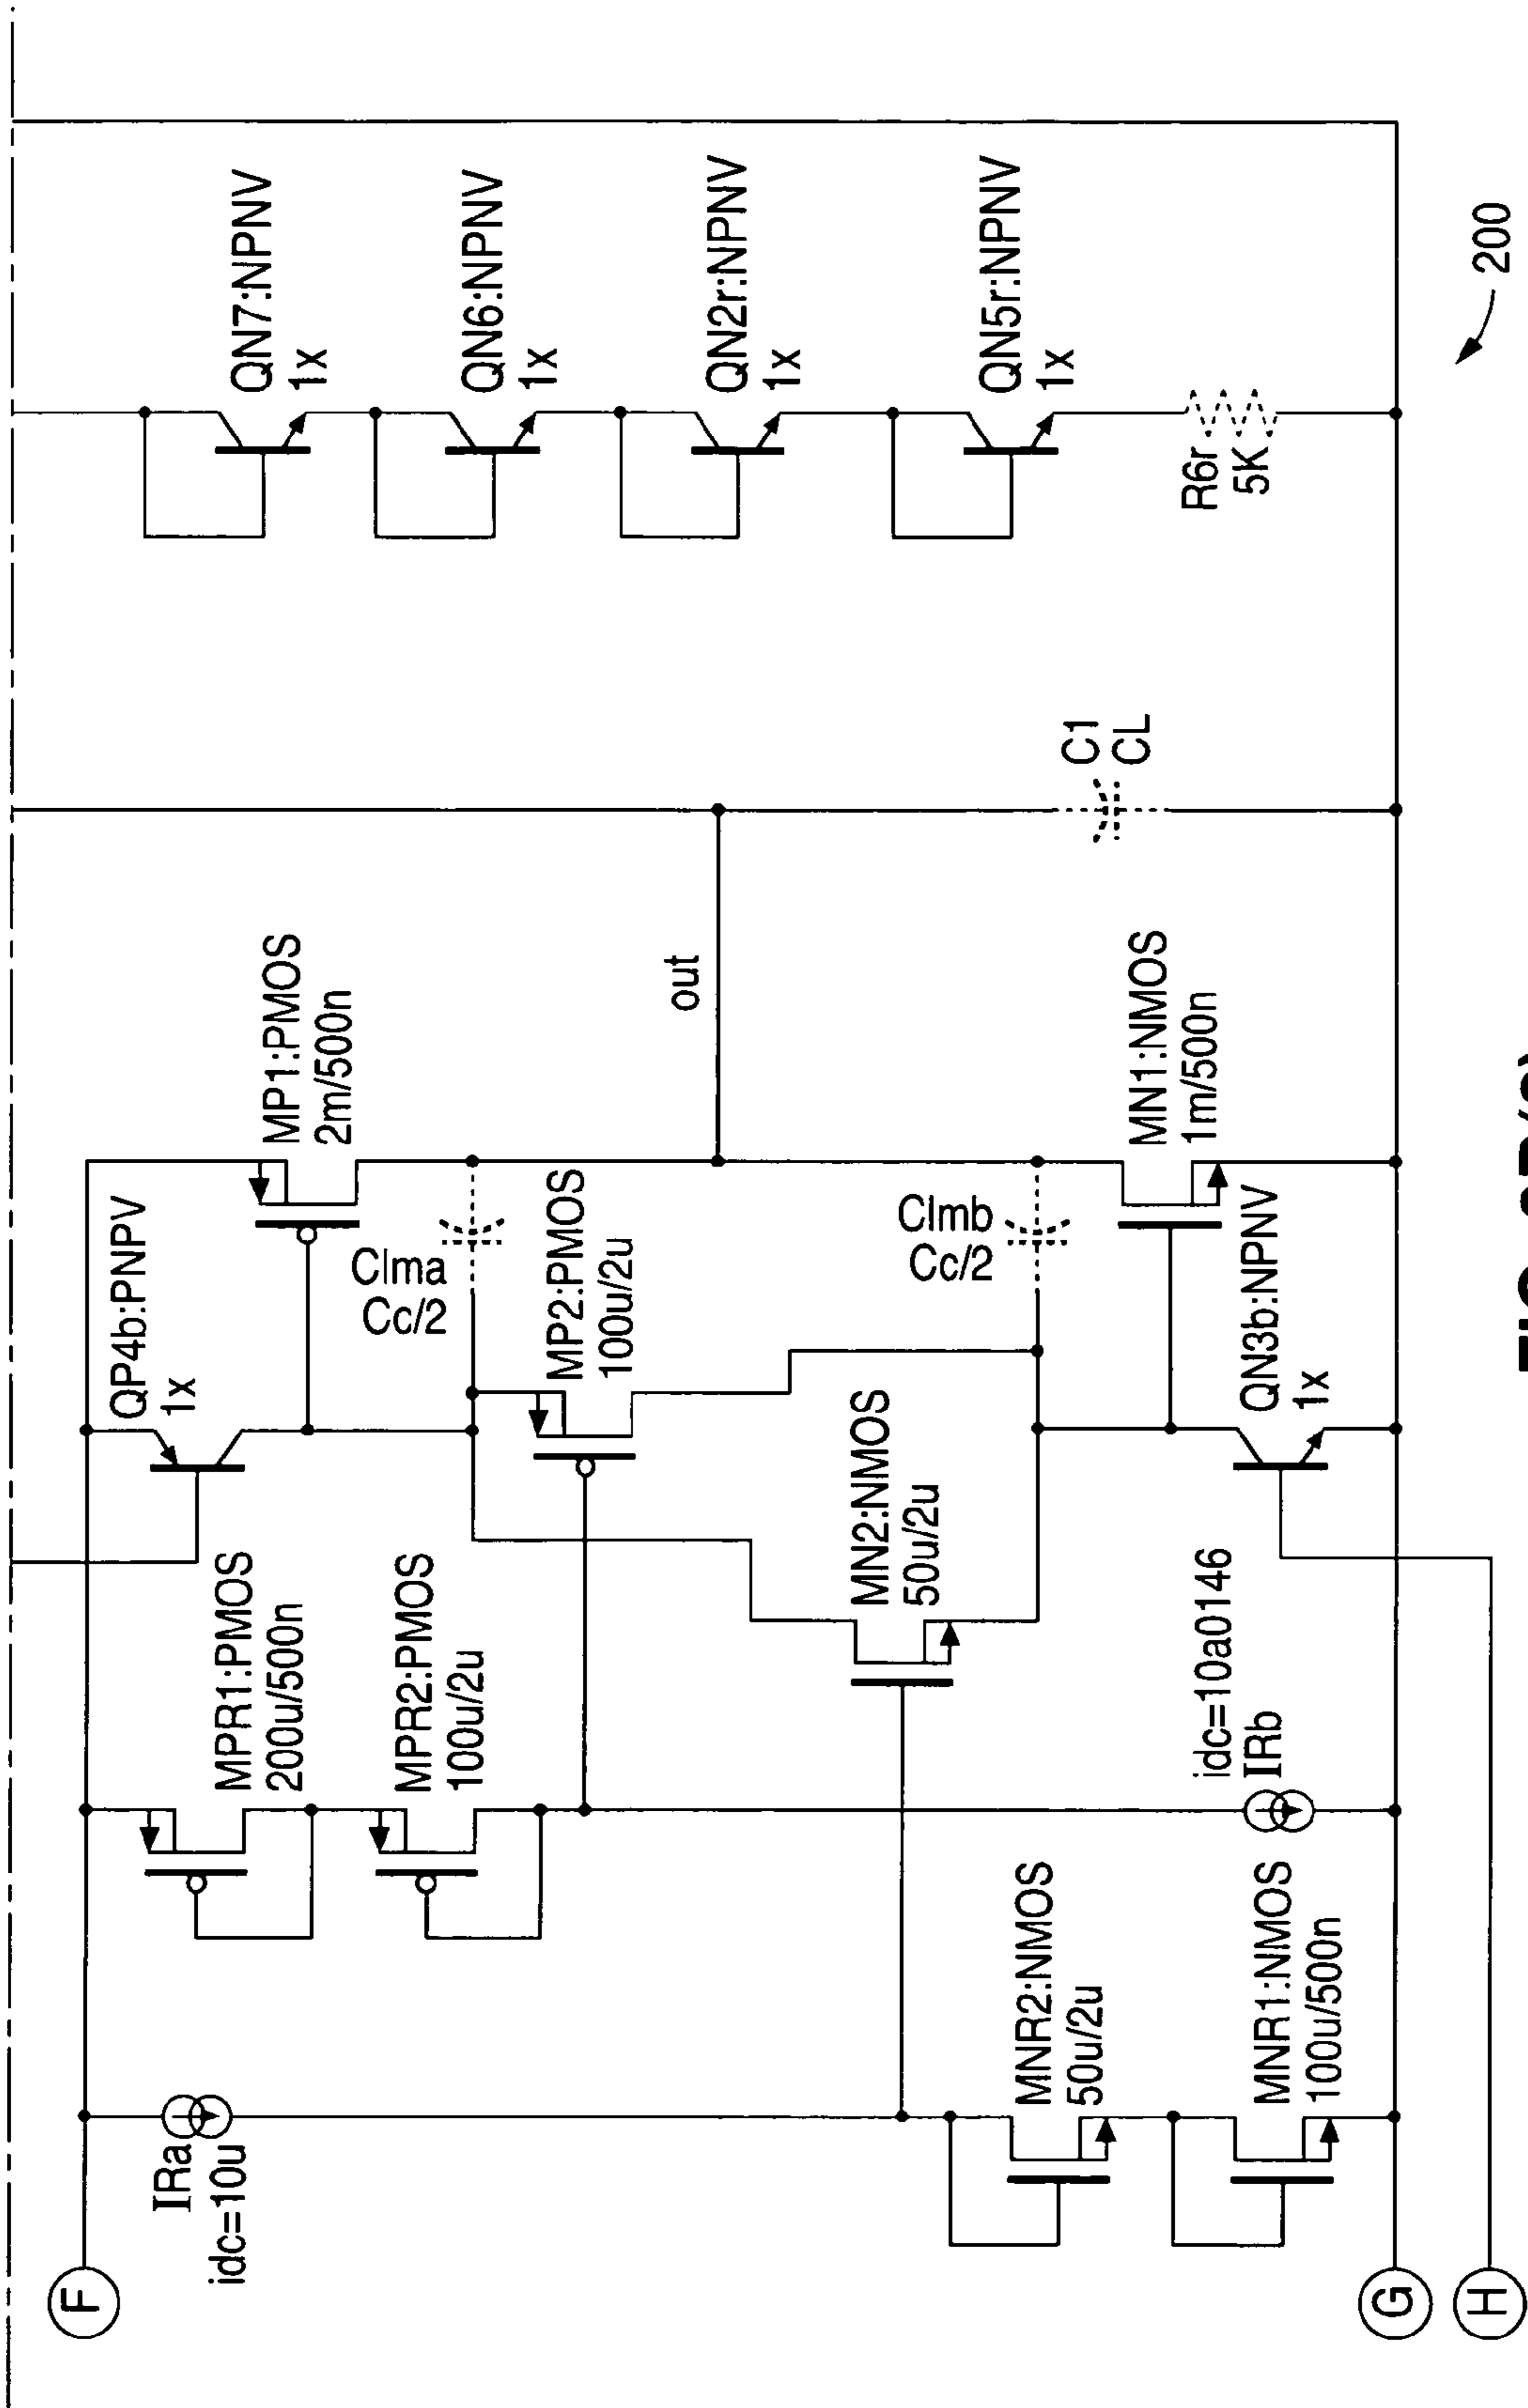 F
IRa
idc=10u
MPR1:PMOS
200u/500n
MPR2:PMOS
100u/2u
QP4b:PNPV
1x
MP1:PMOS
2m/500n
Clma
Cc/2
MP2:PMOS
100u/2u
out
MN2:NMOS
50u/2u
Clmb
Cc/2
MN1:NMOS
1m/500n
QN3b:NPNV
1x
idc=10a0146
IRb
MNR2:NMOS
50u/2u
MNR1:NMOS
100u/500n
C1
CL
QN7:NPNV
1x
QN6:NPNV
1x
QN2r:NPNV
1x
QN5r:NPNV
1x
R6r
5K
G
H
200